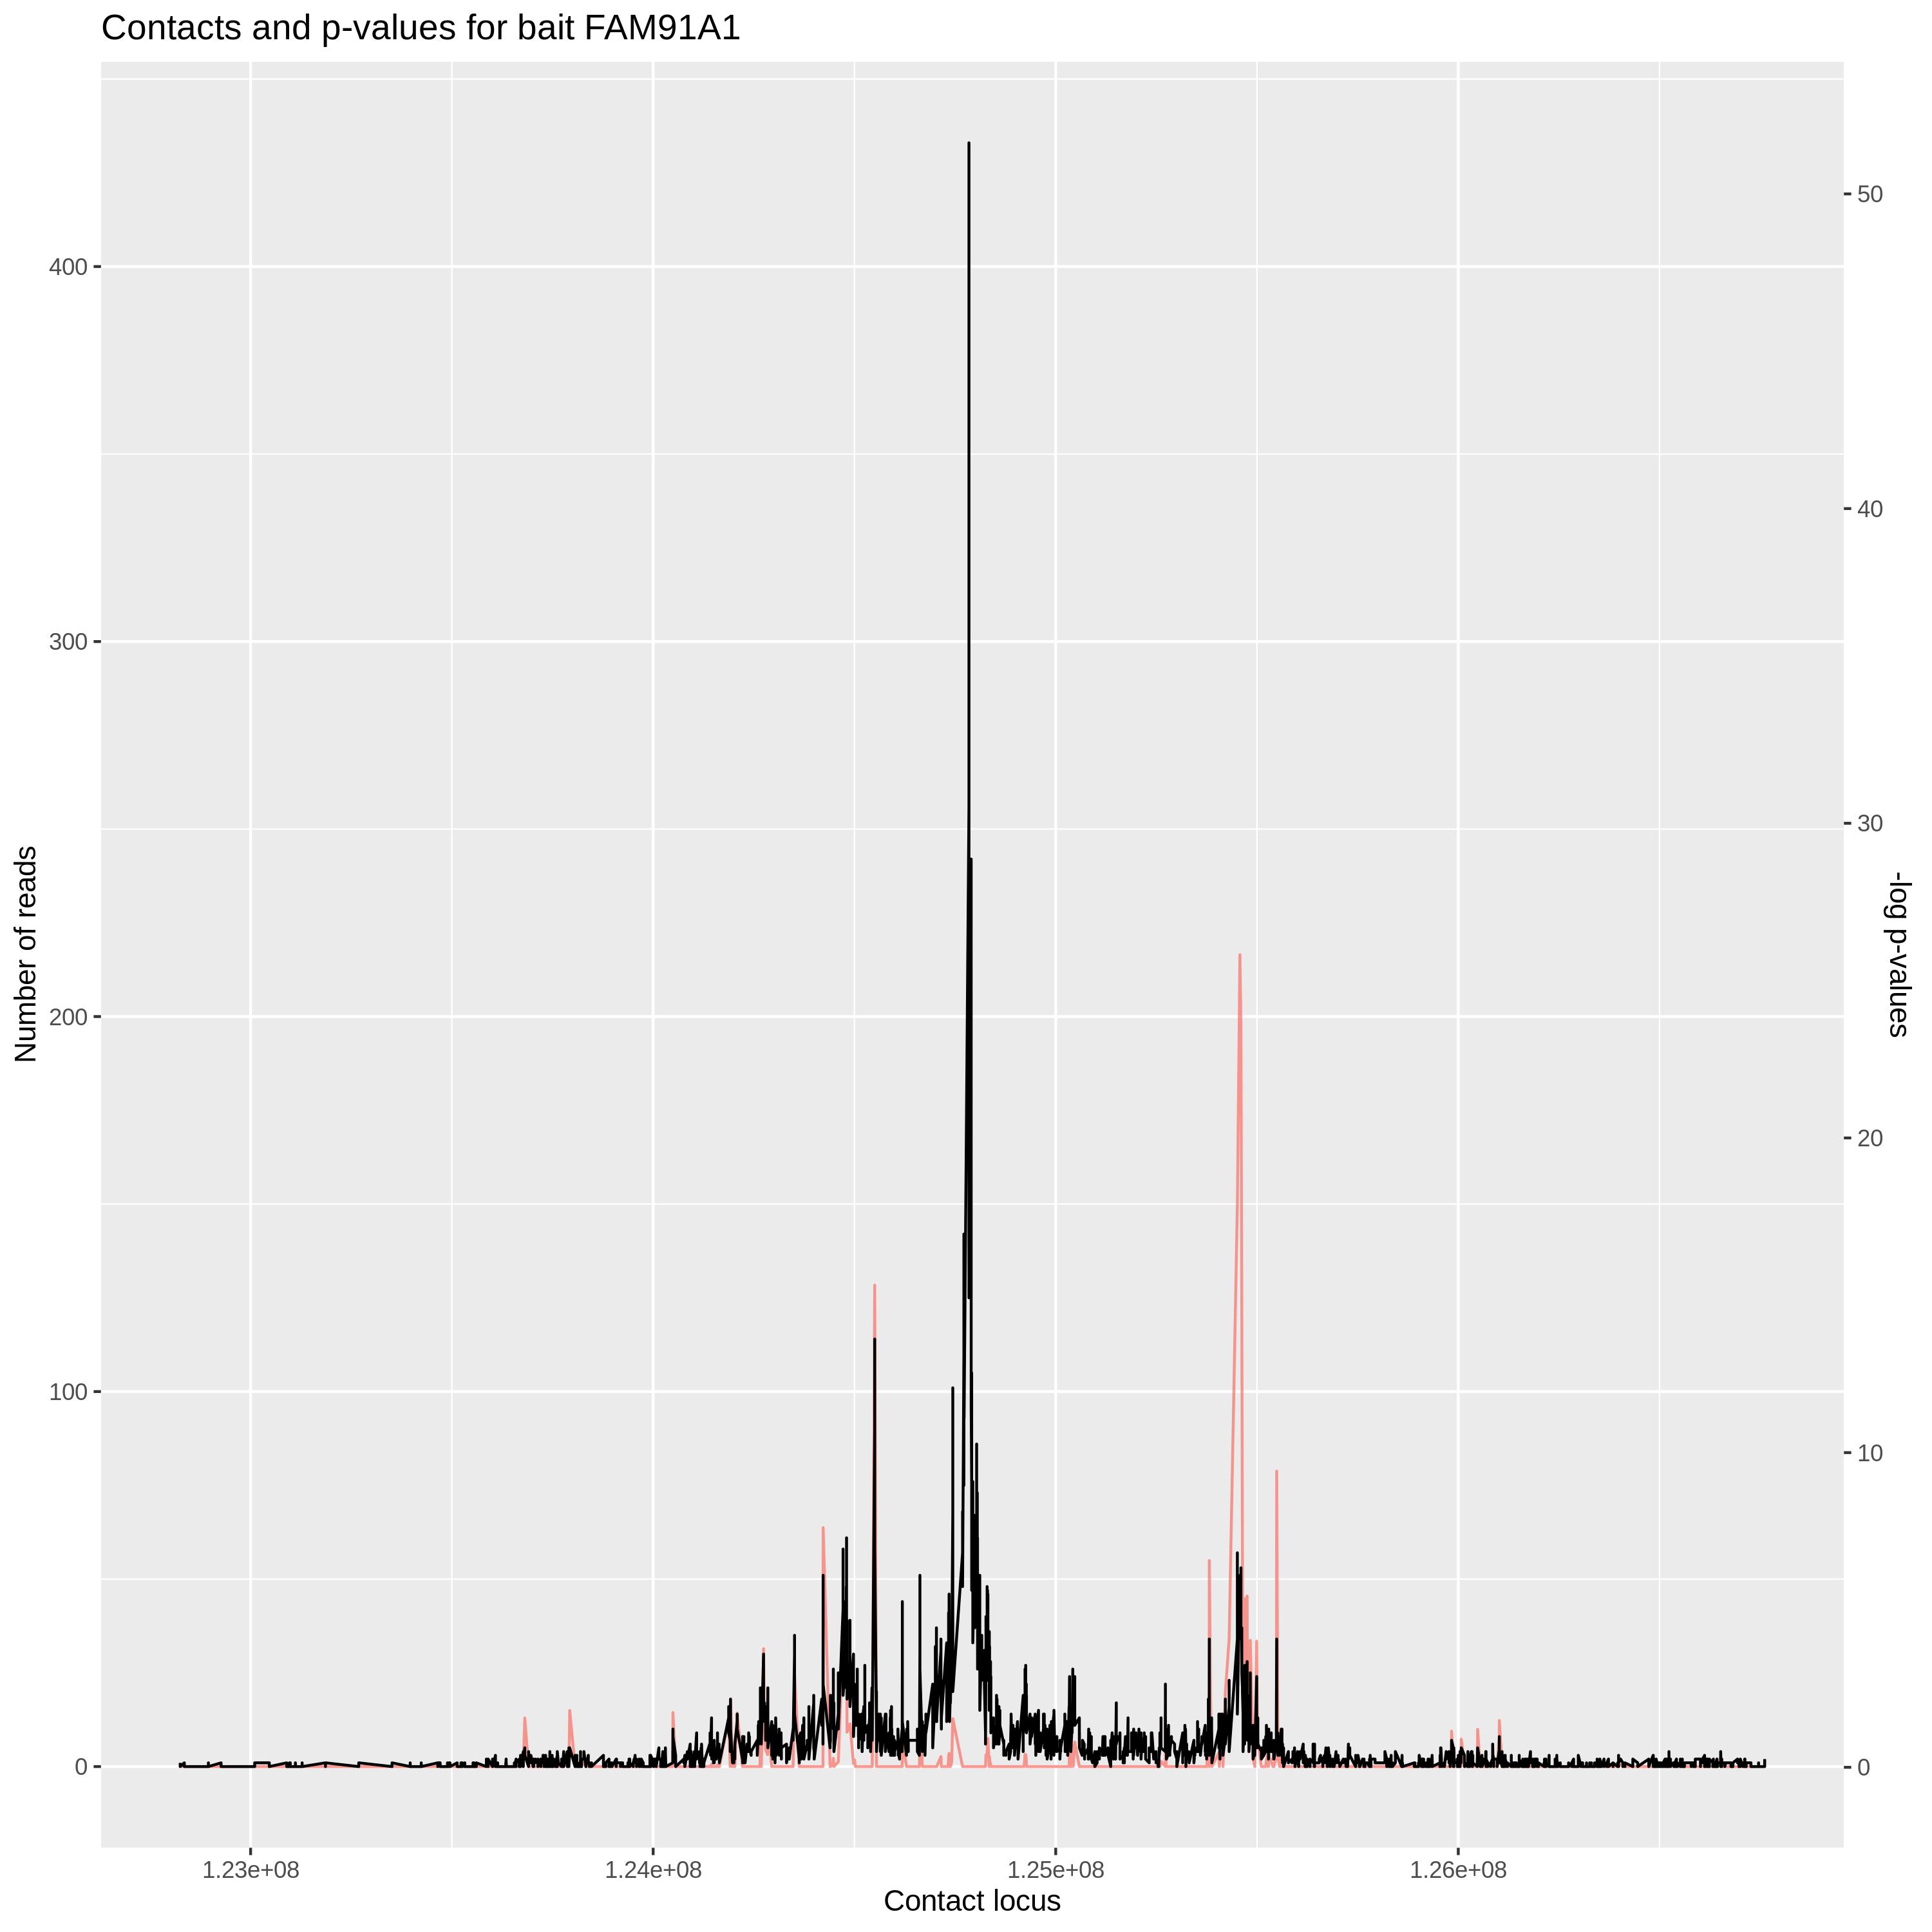 Contacts and p-values for bait FAM91A1
400
300
200
100
0
Number of reads
50
40
30
20
10
0
-log p-values
1.23e+08
1.24e+08
1.25e+08
1.26e+08
Contact locus